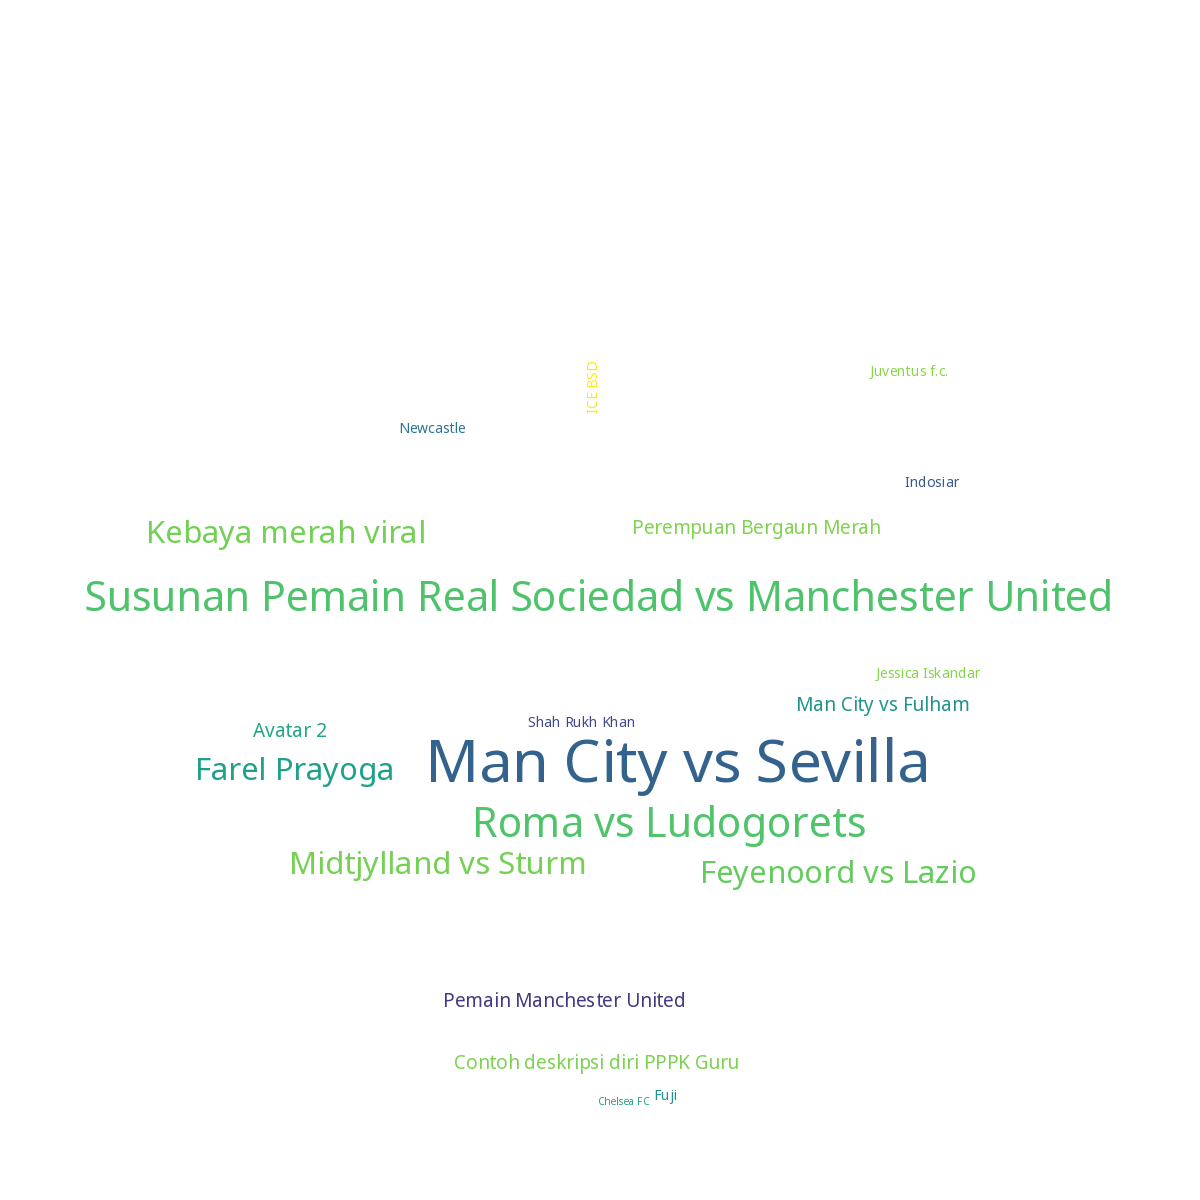 ICE BSD
Juventus f.c.
Newcastle
Indosiar
Kebaya merah viral
Perempuan Bergaun Merah
Susunan Pemain Real Sociedad vs Manchester United
Jessica Iskandar
Man City vs Fulham
Shah Rukh Khan
Avatar 2
Man City vs Sevilla
Farel Prayoga
Roma vs Ludogorets
Midtjylland vs Sturm
Feyenoord vs Lazio
Pemain Manchester United
Contoh deskripsi diri PPPK Guru
Fuji
Chelsea FC